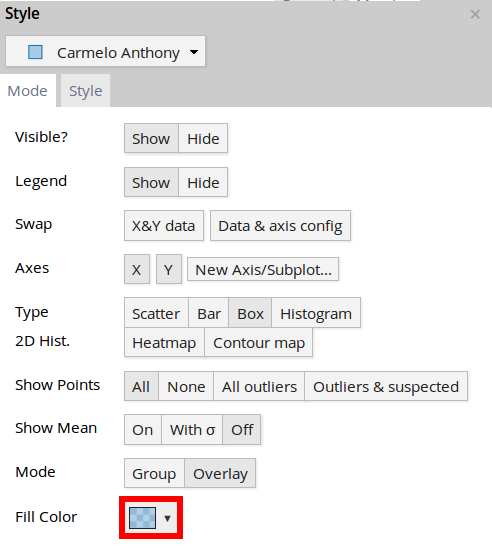 Style
Carmelo Anthony
Mode Style
Visible? Show Hide
Legend Show Hide
Swap X&Y data Data & axis config
Axes X Y New Axis/Subplot...
Type Scatter Bar Box Histogram
2D Hist. Heatmap Contour map
Show Points All None All outliers Outliers & suspected
Show Mean On With σ Off
Mode Group Overlay
Fill Color